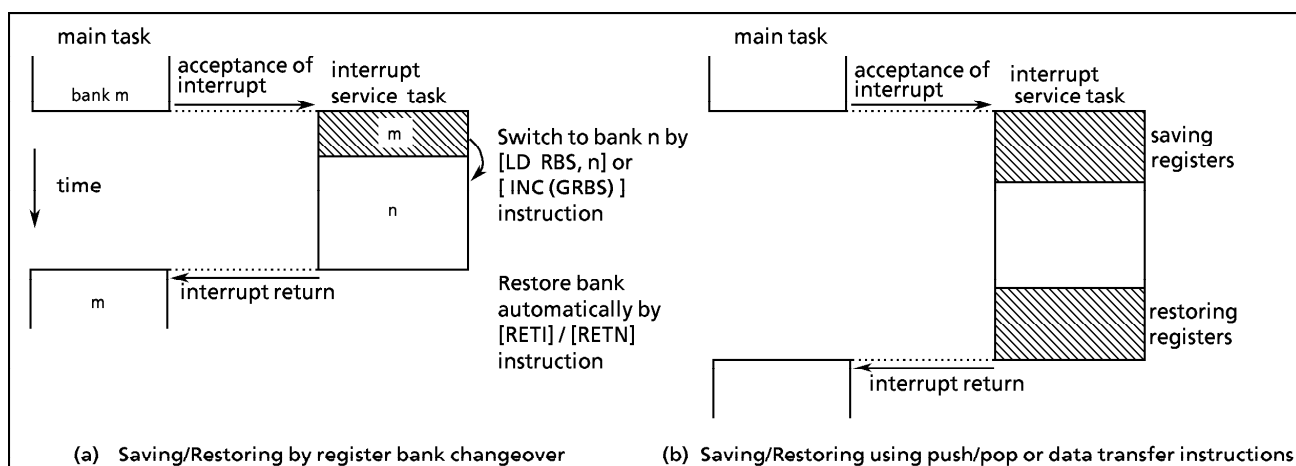 main task
acceptance of
interrupt
interrupt
service task
bank m
m
Switch to bank n by
[LD RBS, n] or
[ INC (GRBS) ]
instruction
time
n
interrupt return
m
Restore bank
automatically by
[RETI] / [RETN]
instruction
(a) Saving/Restoring by register bank changeover
main task
acceptance of
interrupt
interrupt
service task
saving
registers
restoring
registers
interrupt return
(b) Saving/Restoring using push/pop or data transfer instructions